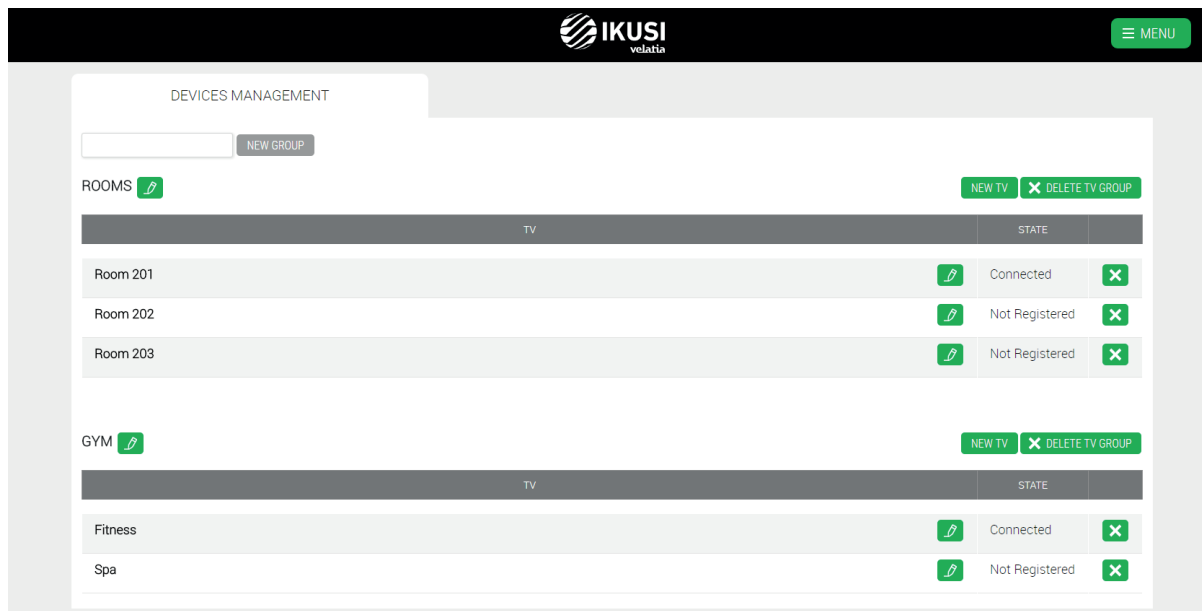 IKUSI
velatia
☰ MENU
DEVICES MANAGEMENT
NEW GROUP
ROOMS NEW TV DELETE TV GROUP
TV STATE
Room 201 Connected
Room 202 Not Registered
Room 203 Not Registered
GYM NEW TV DELETE TV GROUP
TV STATE
Fitness Connected
Spa Not Registered